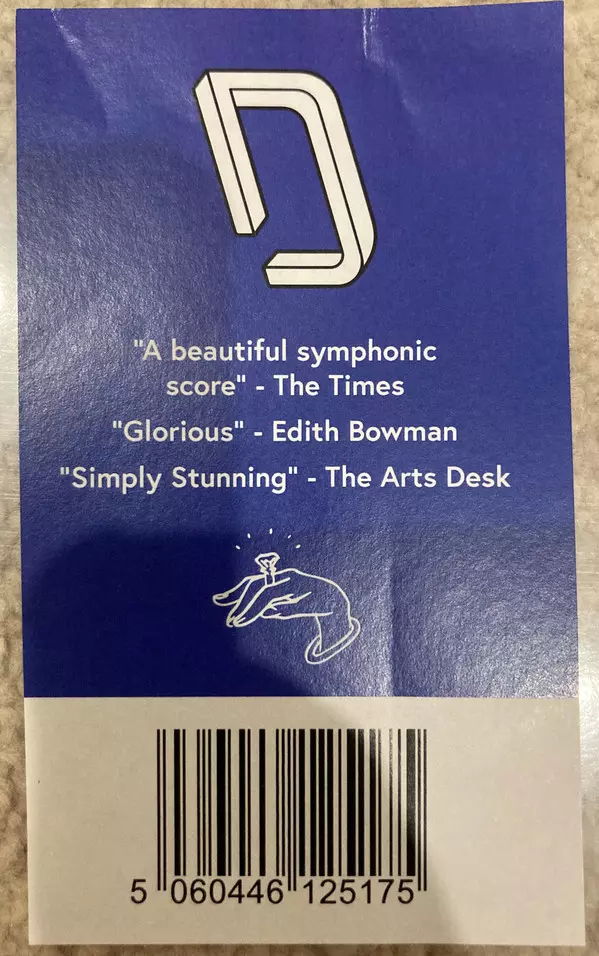 "A beautiful symphonic
score" - The Times
"Glorious" - Edith Bowman
"Simply Stunning" - The Arts Desk
5 060446 125175